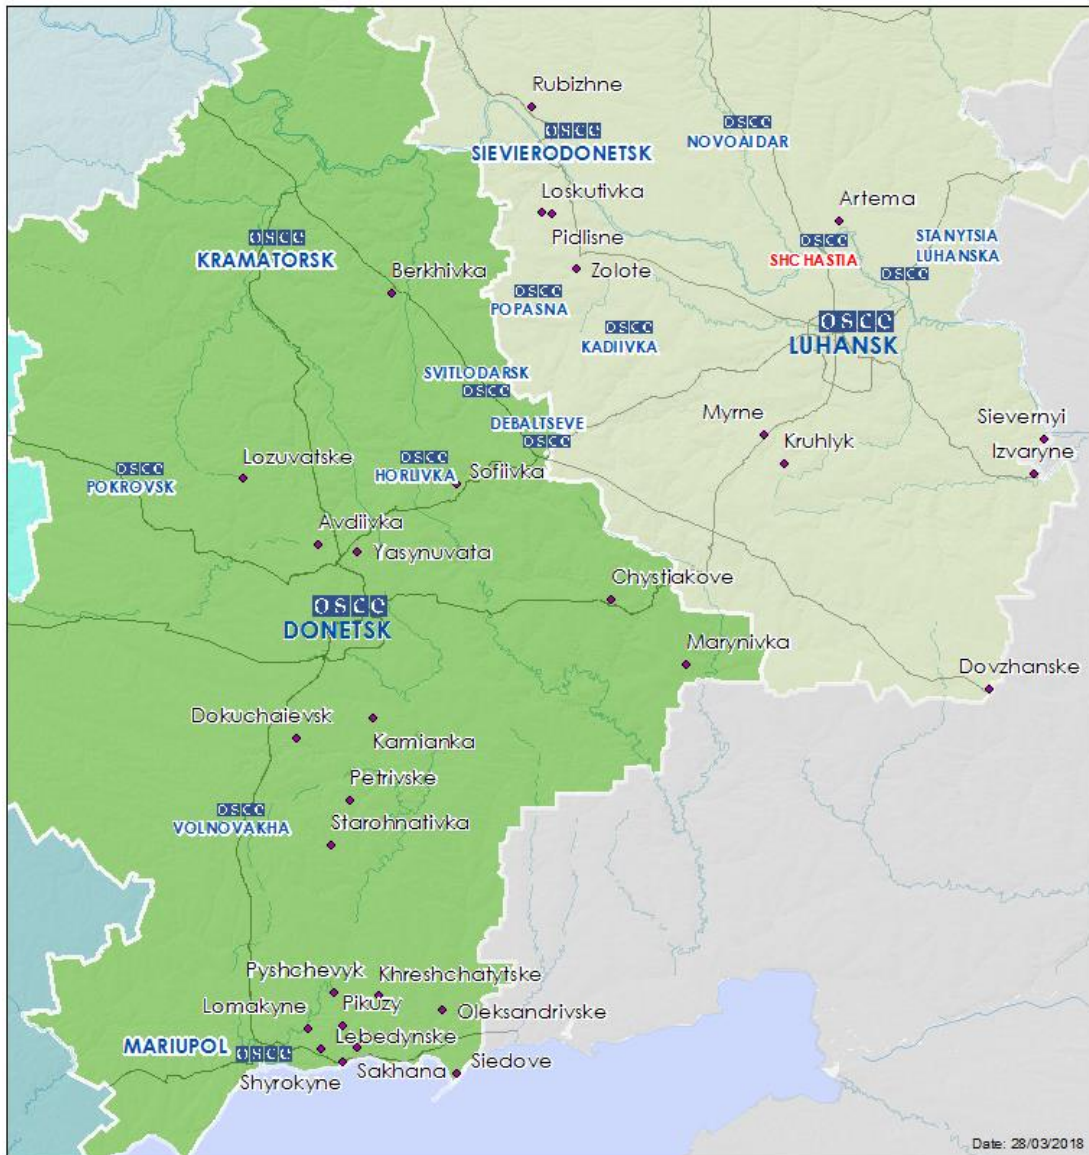 Rubizhne
OSCE
SIEVIERODONETSK
OSCE
NOVOAIDAR
Loskutivka
Artema
Pidlisne
OSCE
KRAMATORSK
OSCE
SHCHASTIA
STANYTSIA
LUHANSKA
OSCE
Berkhivka
Zolote
OSCE
POPASNA
OSCE
KADIIVKA
OSCE
LUHANSK
SVITLODARSK
OSCE
DEBALTSEVE
OSCE
Myrne
Kruhlyk
Sievernyi
Izvaryne
OSCE
POKROVSK
Lozuvatske
OSCE
HORLIVKA
Sofiivka
Avdiivka
Yasynuvata
Chystiakove
OSCE
DONETSK
Marynivka
Dovzhanske
Dokuchaievsk
Kamianka
Petrivske
OSCE
VOLNOVAKHA
Starohnativka
Pyshchevyk
Khreshchatytske
Lomakyne
Pikuzy
Oleksandrivske
MARIUPOL
OSCE
Lebedynske
Shyrokyne
Sakhana
Siedove
Date: 28/03/2018